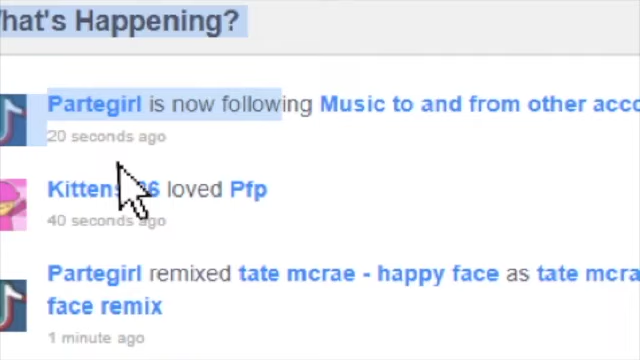 hat's Happening?
Partegirl is now following Music to and from other acco
20 seconds ago
loved Pfp
40 seconds ago
Partegirl remixed tate mcrae - happy face as tate mcra
face remix
1 minute ago